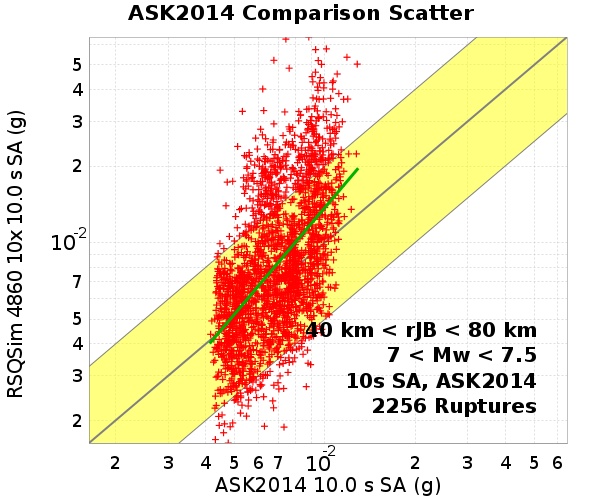 ASK2014 Comparison Scatter
RSQSim 4860 10x 10.0 s SA (g)
5
4
3
2
10-2
7
5
4
3
2
40 km < rJB < 80 km
7 < Mw < 7.5
10s SA, ASK2014
2256 Ruptures
2 3 4 5 6 7 10-2 2 3 4 5 6
ASK2014 10.0 s SA (g)